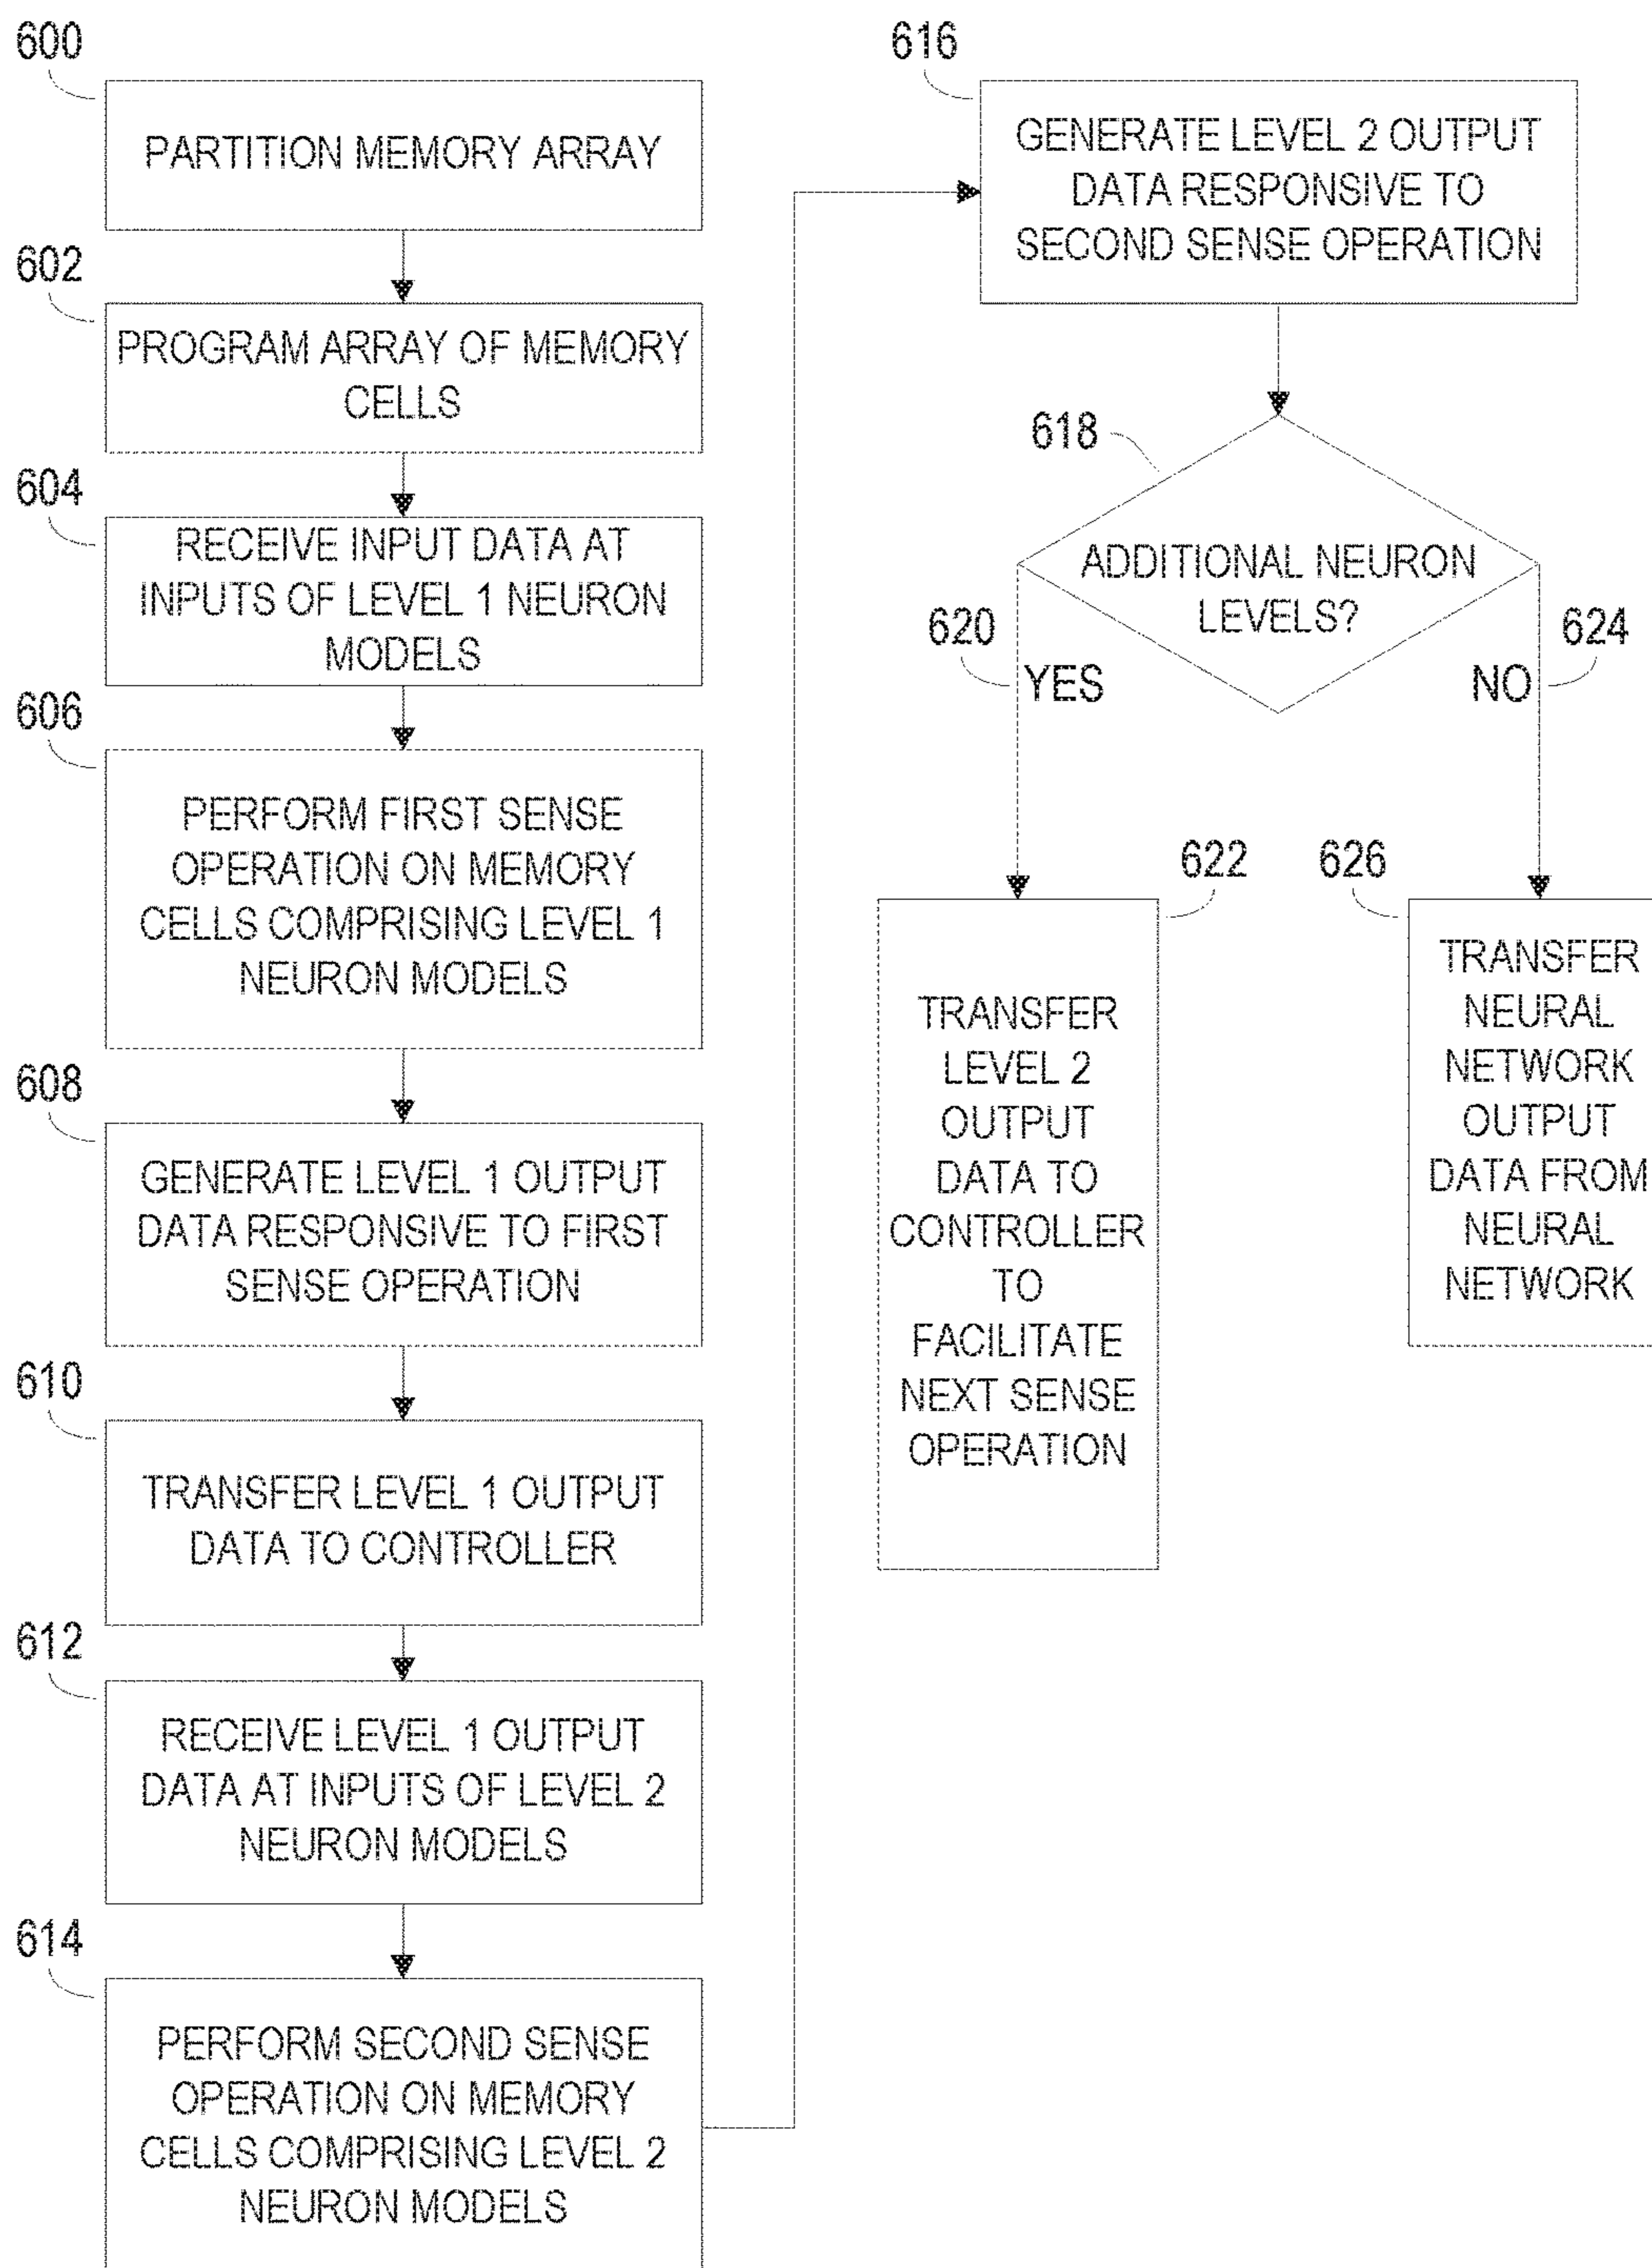 600
PARTITION MEMORY ARRAY
602
PROGRAM ARRAY OF MEMORY
CELLS
604
RECEIVE INPUT DATA AT
INPUTS OF LEVEL 1 NEURON
MODELS
606
PERFORM FIRST SENSE
OPERATION ON MEMORY
CELLS COMPRISING LEVEL 1
NEURON MODELS
608
GENERATE LEVEL 1 OUTPUT
DATA RESPONSIVE TO FIRST
SENSE OPERATION
610
TRANSFER LEVEL 1 OUTPUT
DATA TO CONTROLLER
612
RECEIVE LEVEL 1 OUTPUT
DATA AT INPUTS OF LEVEL 2
NEURON MODELS
614
PERFORM SECOND SENSE
OPERATION ON MEMORY
CELLS COMPRISING LEVEL 2
NEURON MODELS
616
GENERATE LEVEL 2 OUTPUT
DATA RESPONSIVE TO
SECOND SENSE OPERATION
618
ADDITIONAL NEURON
LEVELS?
620
YES
624
NO
622
TRANSFER
LEVEL 2
OUTPUT
DATA TO
CONTROLLER
TO
FACILITATE
NEXT SENSE
OPERATION
626
TRANSFER
NEURAL
NETWORK
OUTPUT
DATA FROM
NEURAL
NETWORK